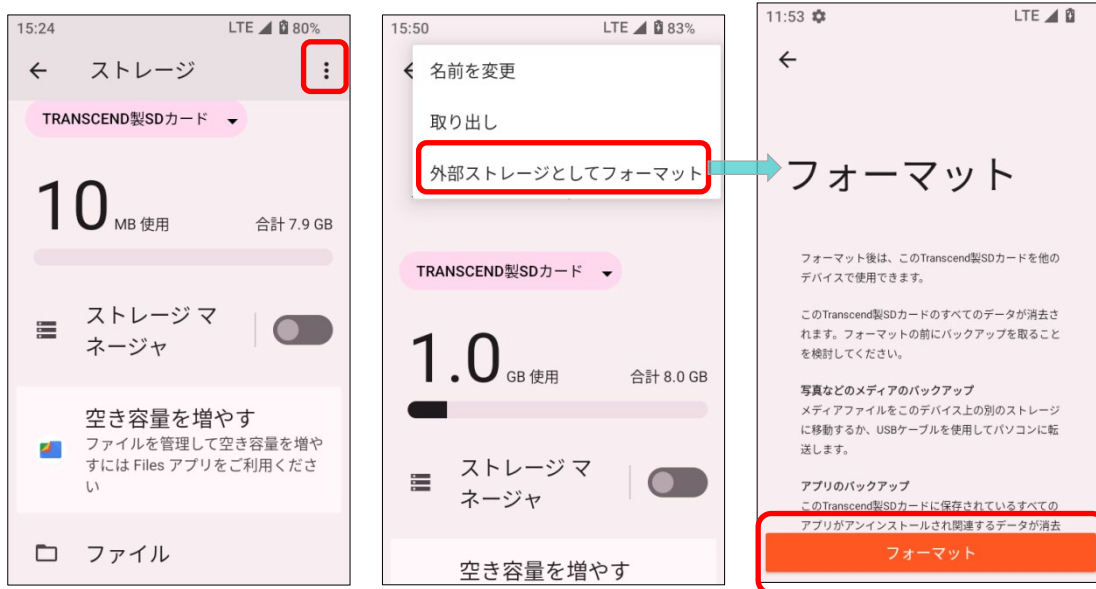 15:24 LTE 80%
ストレージ
TRANSCEND製SDカード
10 MB 使用 合計 7.9 GB
ストレージ マ
ネージャ
空き容量を増やす
ファイルを管理して空き容量を増や
すには Files アプリをご利用くださ
い
ファイル
15:50 LTE 83%
名前を変更
取り出し
外部ストレージとしてフォーマット
TRANSCEND製SDカード
1.0 GB 使用 合計 8.0 GB
ストレージ マ
ネージャ
空き容量を増やす
11:53 LTE
フォーマット
フォーマット後は、このTranscend製SDカードを他の
デバイスで使用できます。
このTranscend製SDカードのすべてのデータが消去さ
れます。フォーマットの前にバックアップを取ること
を検討してください。
写真などのメディアのバックアップ
メディアファイルをこのデバイス上の別のストレージ
に移動するか、USBケーブルを使用してパソコンに転
送します。
アプリのバックアップ
このTranscend製SDカードに保存されているすべての
アプリがアンインストールされ関連するデータが消去
フォーマット